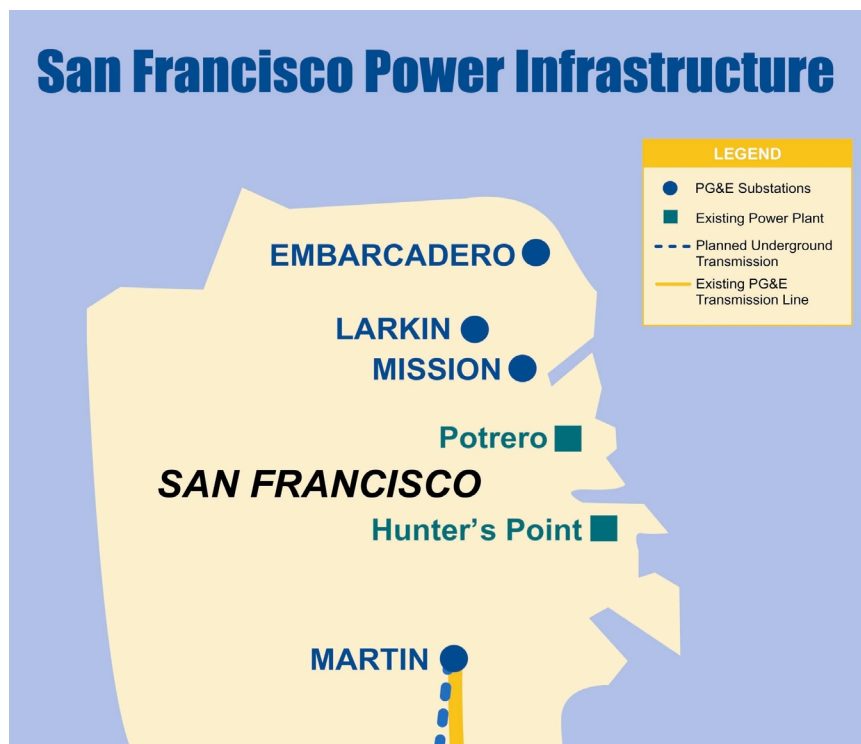 San Francisco Power Infrastructure
LEGEND
PG&E Substations
Existing Power Plant
Planned Underground
Transmission
Existing PG&E
Transmission Line
EMBARCADERO
LARKIN
MISSION
Potrero
SAN FRANCISCO
Hunter's Point
MARTIN